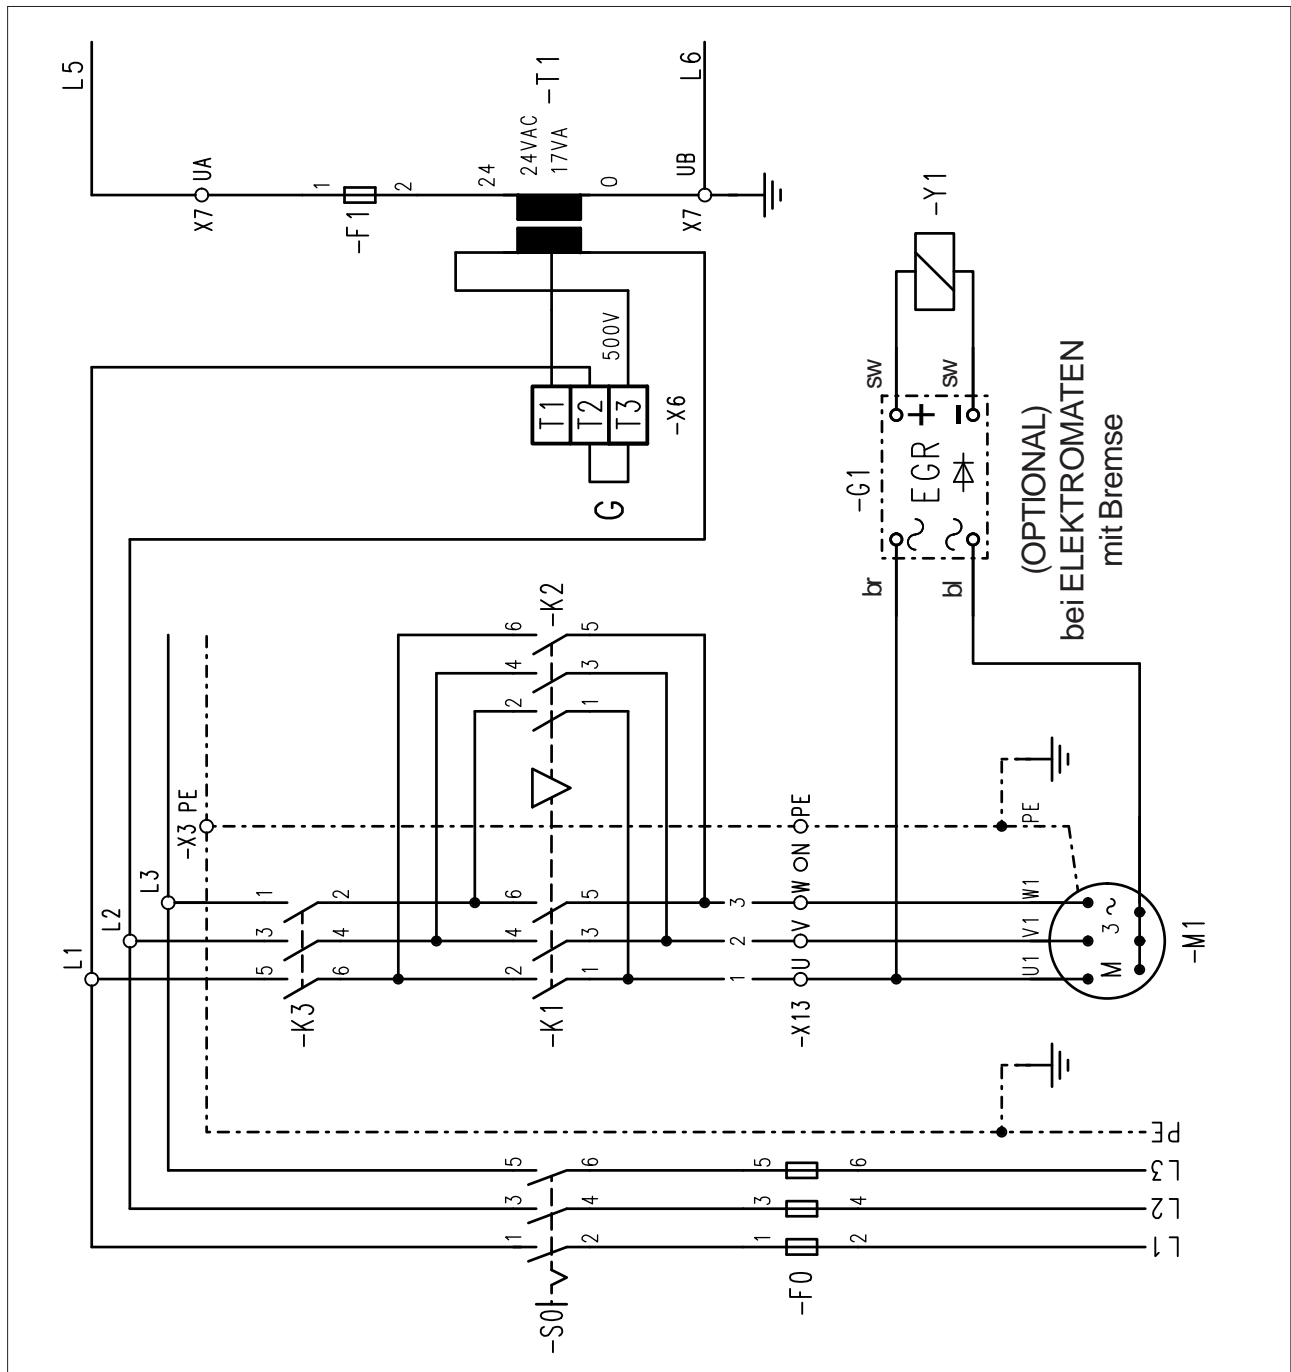 L1
L2
L3
PE
-F0
1
2
3
4
5
6
-S0
1
2
3
4
5
6
L1
L2
L3
-X3 PE
-K3
5
6
3
4
1
2
-K1
2
1
4
3
6
5
-K2
2
1
4
3
6
5
1
2
3
-X13
U
V
W
N
PE
U1
V1
W1
PE
M
3~
-M1
L5
X7
UA
-F1
1
2
24
0
24VAC
17VA
-T1
X7
UB
L6
500V
T1
T2
T3
-X6
G
-G1
EGR
~
~
+
-
br
bl
sw
sw
-Y1
(OPTIONAL)
bei ELEKTROMATEN
mit Bremse